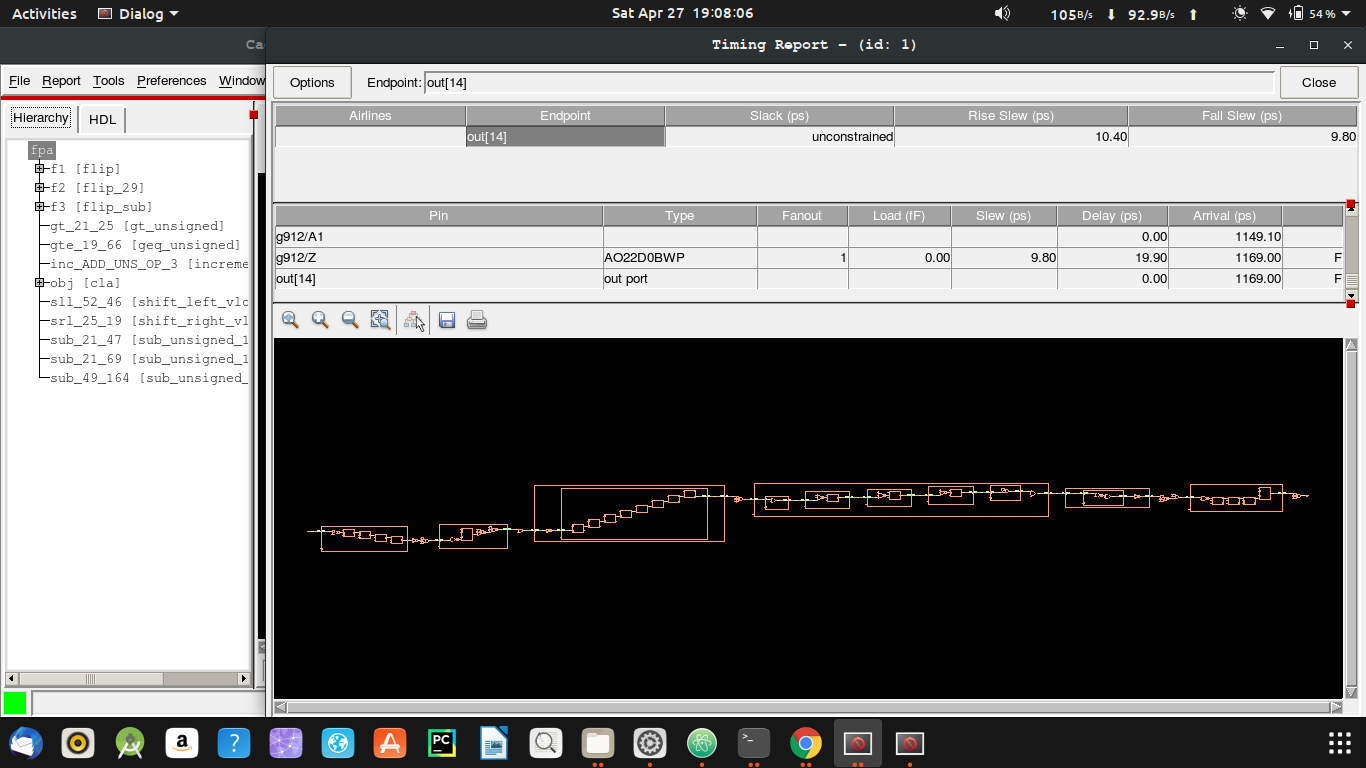 Activities Dialog Sat Apr 27 19:08:06 105B/s 92.9B/s 54 %
Ca Timing Report – (id: 1)
File Report Tools Preferences Window
Options Endpoint: out[14] Close
Hierarchy HDL
Airlines Endpoint Slack (ps) Rise Slew (ps) Fall Slew (ps)
out[14] unconstrained 10.40 9.80
fpa
f1 [flip]
f2 [flip_29]
f3 [flip_sub]
gt_21_25 [gt_unsigned]
gte_19_66 [geq_unsigned]
inc_ADD_UNS_OP_3 [increme
obj [cla]
sll_52_46 [shift_left_vlo
srl_25_19 [shift_right_vl
sub_21_47 [sub_unsigned_1
sub_21_69 [sub_unsigned_1
sub_49_164 [sub_unsigned_
Pin Type Fanout Load (fF) Slew (ps) Delay (ps) Arrival (ps)
g912/A1 0.00 1149.10
g912/Z AO22D0BWP 1 0.00 9.80 19.90 1169.00 F
out[14] out port 0.00 1169.00 F
a ? A PC >_